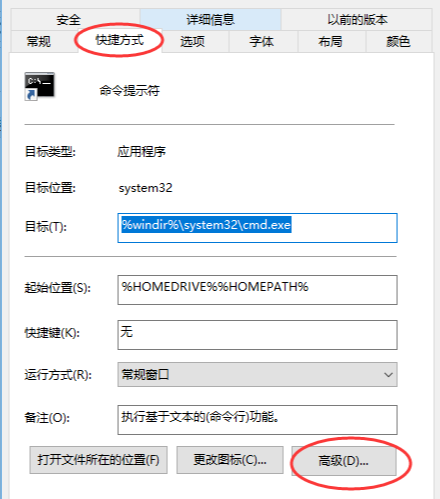 安全 详细信息 以前的版本
常规 快捷方式 选项 字体 布局 颜色
C:\
命令提示符
目标类型: 应用程序
目标位置: system32
目标(T): %windir%\system32\cmd.exe
起始位置(S): %HOMEDRIVE%%HOMEPATH%
快捷键(K): 无
运行方式(R): 常规窗口
备注(O): 执行基于文本的(命令行)功能。
打开文件所在的位置(F) 更改图标(C)... 高级(D)...